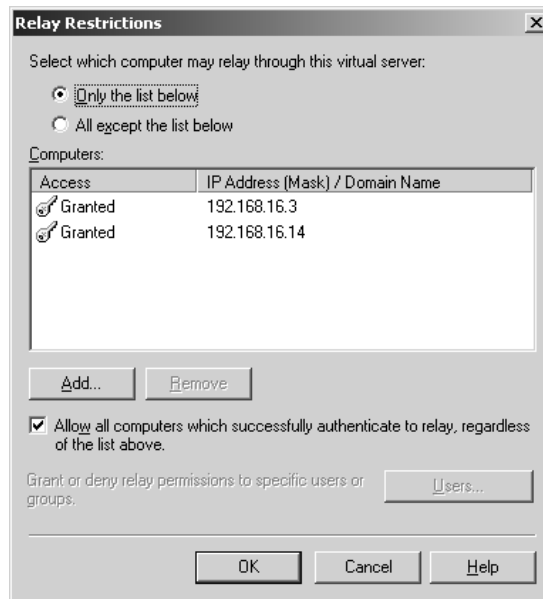 Relay Restrictions
Select which computer may relay through this virtual server:
Only the list below
All except the list below
Computers:
Access IP Address (Mask) / Domain Name
Granted 192.168.16.3
Granted 192.168.16.14
Add... Remove
Allow all computers which successfully authenticate to relay, regardless
of the list above.
Grant or deny relay permissions to specific users or
groups.
Users...
OK Cancel Help